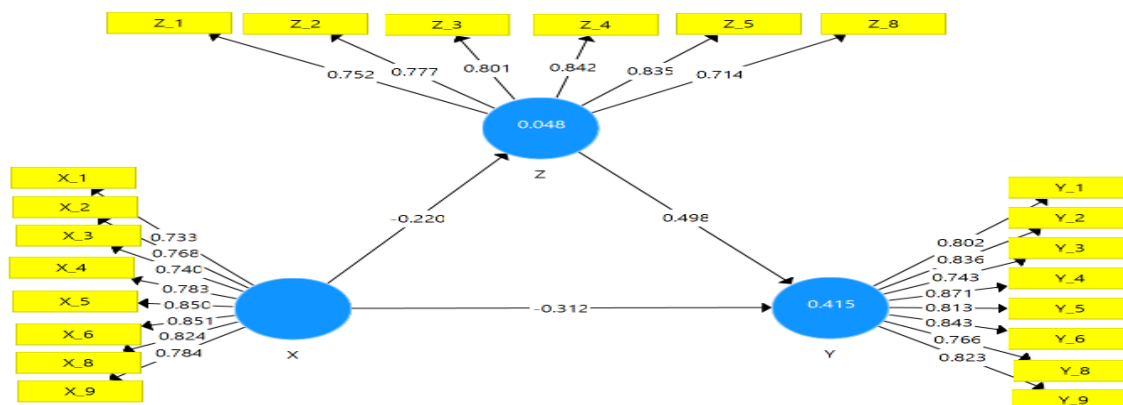 Z_1
Z_2
Z_3
Z_4
Z_5
Z_8
0.752
0.777
0.801
0.842
0.835
0.714
0.048
Z
X_1
X_2
X_3
X_4
X_5
X_6
X_8
X_9
0.733
0.768
0.740
0.783
0.850
0.851
0.824
0.784
X
-0.220
0.498
-0.312
0.415
Y
0.802
0.836
0.743
0.871
0.813
0.843
0.766
0.823
Y_1
Y_2
Y_3
Y_4
Y_5
Y_6
Y_8
Y_9